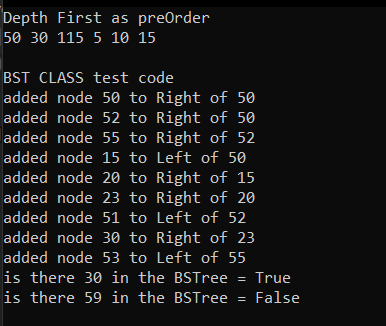 Depth First as preOrder
50 30 115 5 10 15
BST CLASS test code
added node 50 to Right of 50
added node 52 to Right of 50
added node 55 to Right of 52
added node 15 to Left of 50
added node 20 to Right of 15
added node 23 to Right of 20
added node 51 to Left of 52
added node 30 to Right of 23
added node 53 to Left of 55
is there 30 in the BSTree = True
is there 59 in the BSTree = False